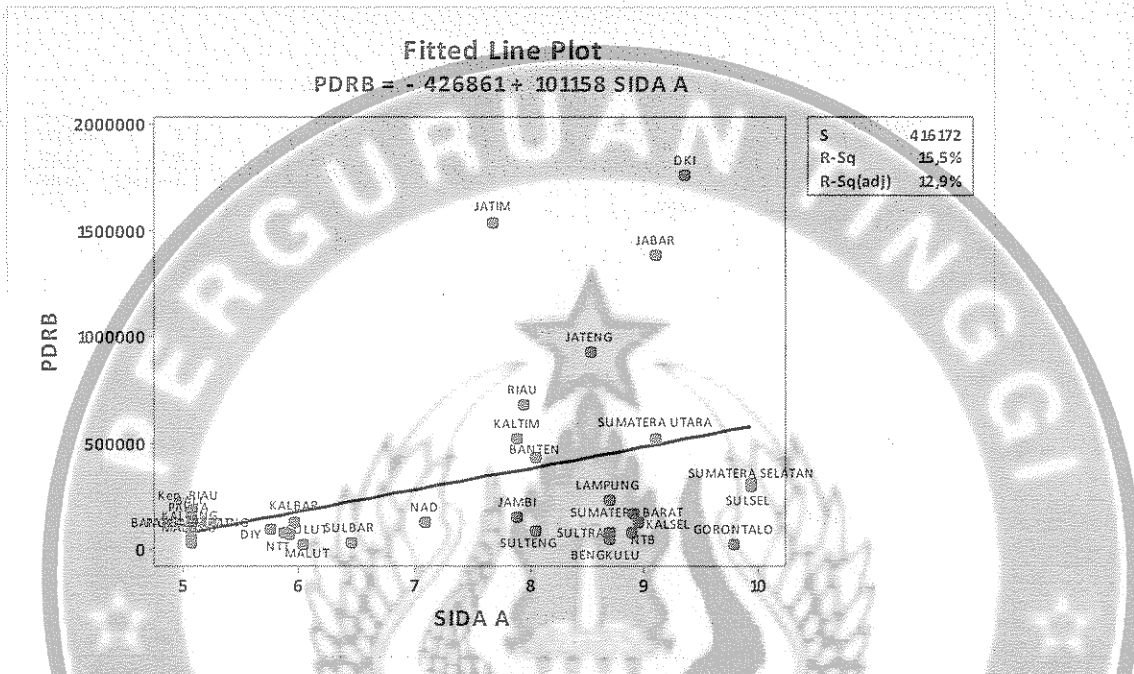 Fitted Line Plot
PDRB = - 426861 + 101158 SIDA A
S 416172
R-Sq 15,5%
R-Sq(adj) 12,9%
PERGURUAN TINGGI
2000000
1500000
1000000
500000
0
PDRB
DKI
JATIM
JABAR
JATENG
RIAU
KALTIM
SUMATERA UTARA
BANTEN
SUMATERA SELATAN
LAMPUNG
SULSEL
Kep. RIAU
KALBAR
NAD
JAMBI
SUMATERA BARAT
KALSEL
DIY
SULBAR
SULTENG
SULTRA
NTB
GORONTALO
NTT
MALUT
BENGKULU
5 6 7 8 9 10
SIDA A